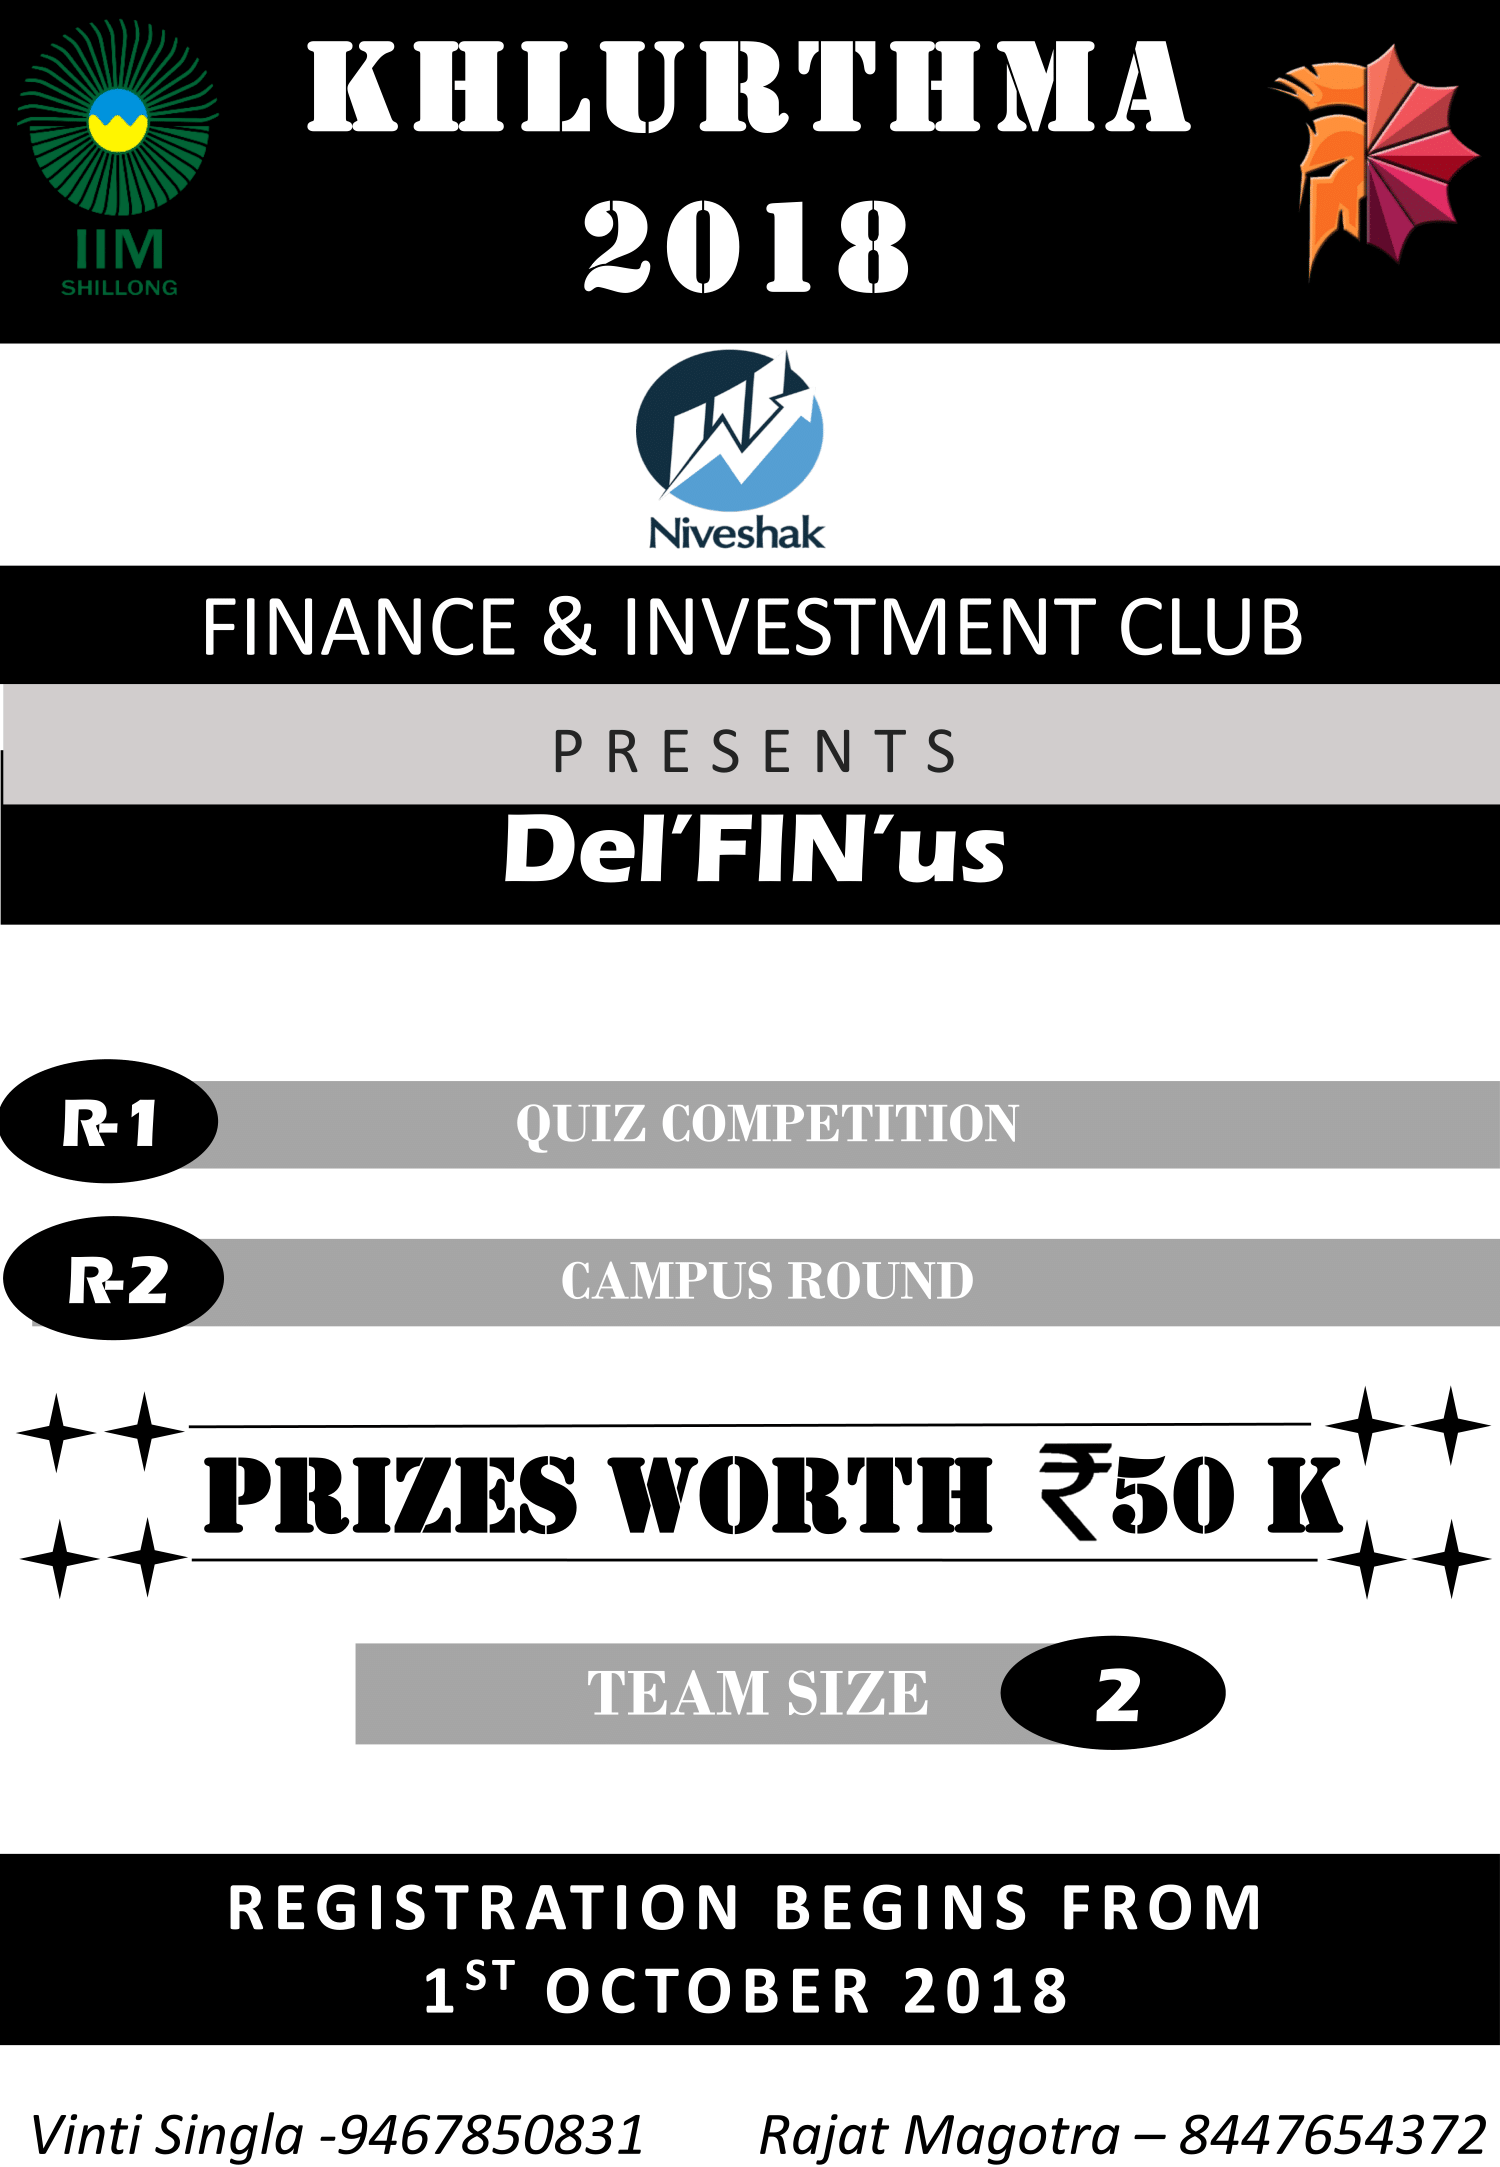 KHLURTHMA
2018
IIM
SHILLONG
Niveshak
FINANCE & INVESTMENT CLUB
PRESENTS
Del’FIN’us
R-1
QUIZ COMPETITION
R-2
CAMPUS ROUND
PRIZES WORTH ₹50 K
TEAM SIZE 2
REGISTRATION BEGINS FROM
1ST OCTOBER 2018
Vinti Singla -9467850831 Rajat Magotra – 8447654372